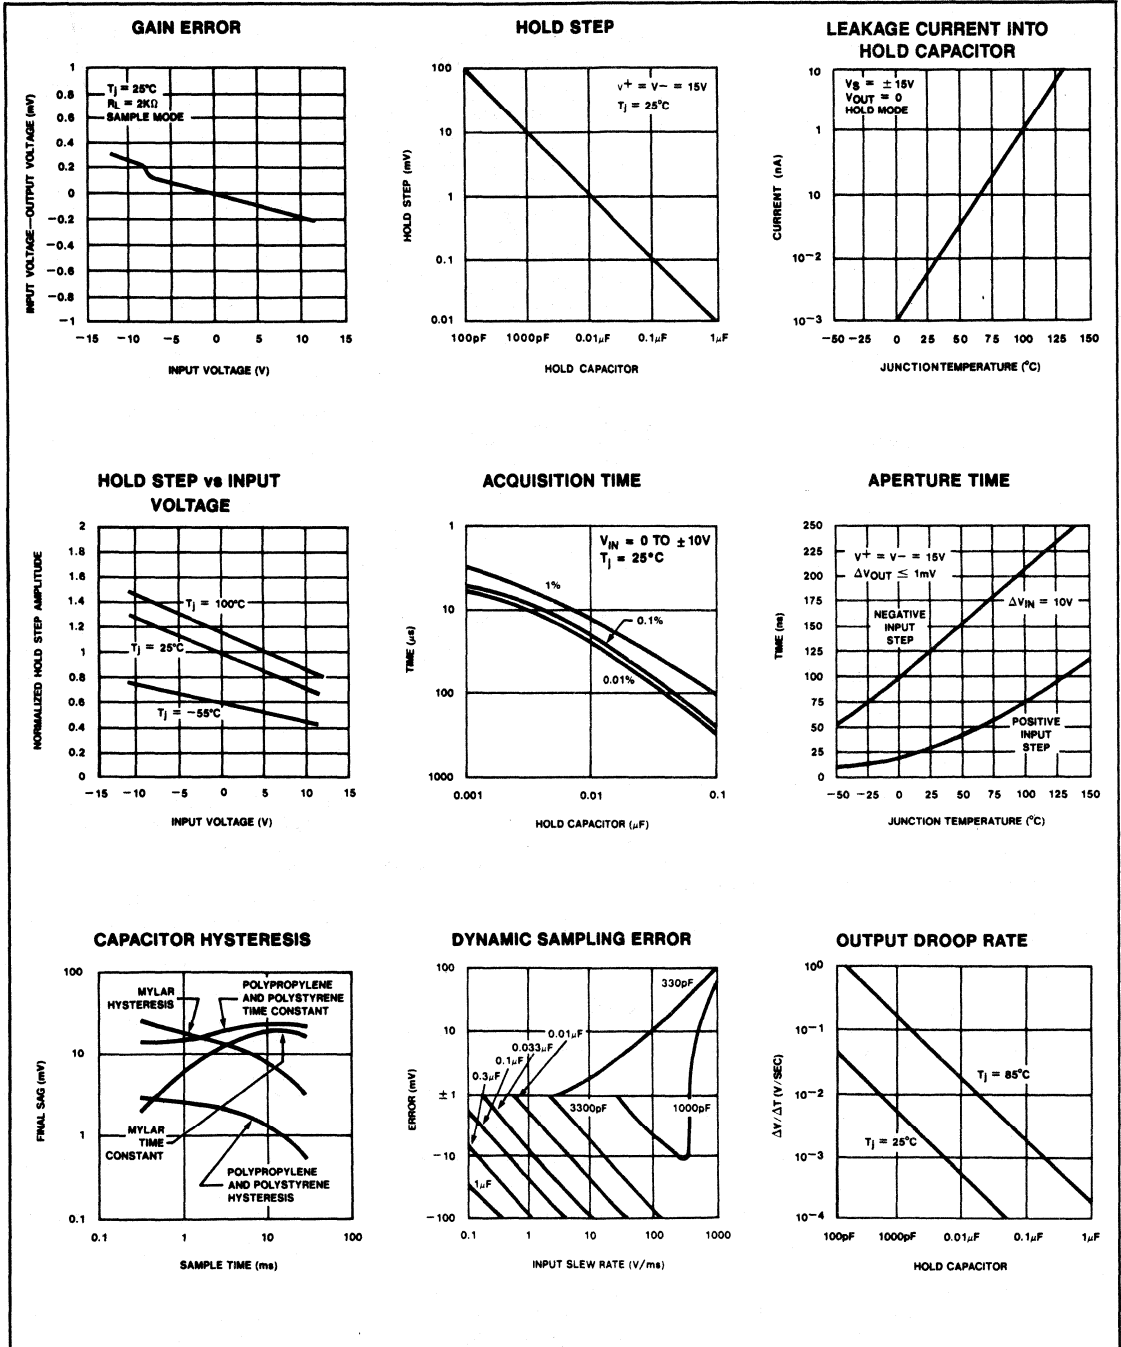 GAIN ERROR
INPUT VOLTAGE—OUTPUT VOLTAGE (mV)
1
0.8
0.6
0.4
0.2
0
−0.2
−0.4
−0.6
−0.8
−1
Tj = 25°C
RL = 2KΩ
SAMPLE MODE
−15 −10 −5 0 5 10 15
INPUT VOLTAGE (V)
HOLD STEP
HOLD STEP (mV)
100
10
1
0.1
0.01
V+ = V− = 15V
Tj = 25°C
100pF 1000pF 0.01μF 0.1μF 1μF
HOLD CAPACITOR
LEAKAGE CURRENT INTO
HOLD CAPACITOR
CURRENT (nA)
10
1
10
10−2
10−3
VS = ±15V
VOUT = 0
HOLD MODE
−50 −25 0 25 50 75 100 125 150
JUNCTION TEMPERATURE (°C)
HOLD STEP vs INPUT
VOLTAGE
NORMALIZED HOLD STEP AMPLITUDE
2
1.8
1.6
1.4
1.2
1
0.8
0.6
0.4
0.2
0
Tj = 100°C
Tj = 25°C
Tj = −55°C
−15 −10 −5 0 5 10 15
INPUT VOLTAGE (V)
ACQUISITION TIME
TIME (μs)
1
10
100
1000
VIN = 0 TO ±10V
Tj = 25°C
1%
0.1%
0.01%
0.001 0.01 0.1
HOLD CAPACITOR (μF)
APERTURE TIME
TIME (ns)
250
225
200
175
150
125
100
75
50
25
0
V+ = V− = 15V
ΔVOUT ≤ 1mV
ΔVIN = 10V
NEGATIVE
INPUT
STEP
POSITIVE
INPUT
STEP
−50 −25 0 25 50 75 100 125 150
JUNCTION TEMPERATURE (°C)
CAPACITOR HYSTERESIS
FINAL SAG (mV)
100
10
1
0.1
MYLAR
HYSTERESIS
POLYPROPYLENE
AND POLYSTYRENE
TIME CONSTANT
MYLAR
TIME
CONSTANT
POLYPROPYLENE
AND POLYSTYRENE
HYSTERESIS
0.1 1 10 100
SAMPLE TIME (ms)
DYNAMIC SAMPLING ERROR
ERROR (mV)
100
10
±1
−10
−100
330pF
0.01μF
0.033μF
0.1μF
0.3μF
3300pF
1000pF
1μF
0.1 1 10 100 1000
INPUT SLEW RATE (V/ms)
OUTPUT DROOP RATE
ΔV/ΔT (V/SEC)
100
10−1
10−2
10−3
10−4
Tj = 85°C
Tj = 25°C
100pF 1000pF 0.01μF 0.1μF 1μF
HOLD CAPACITOR